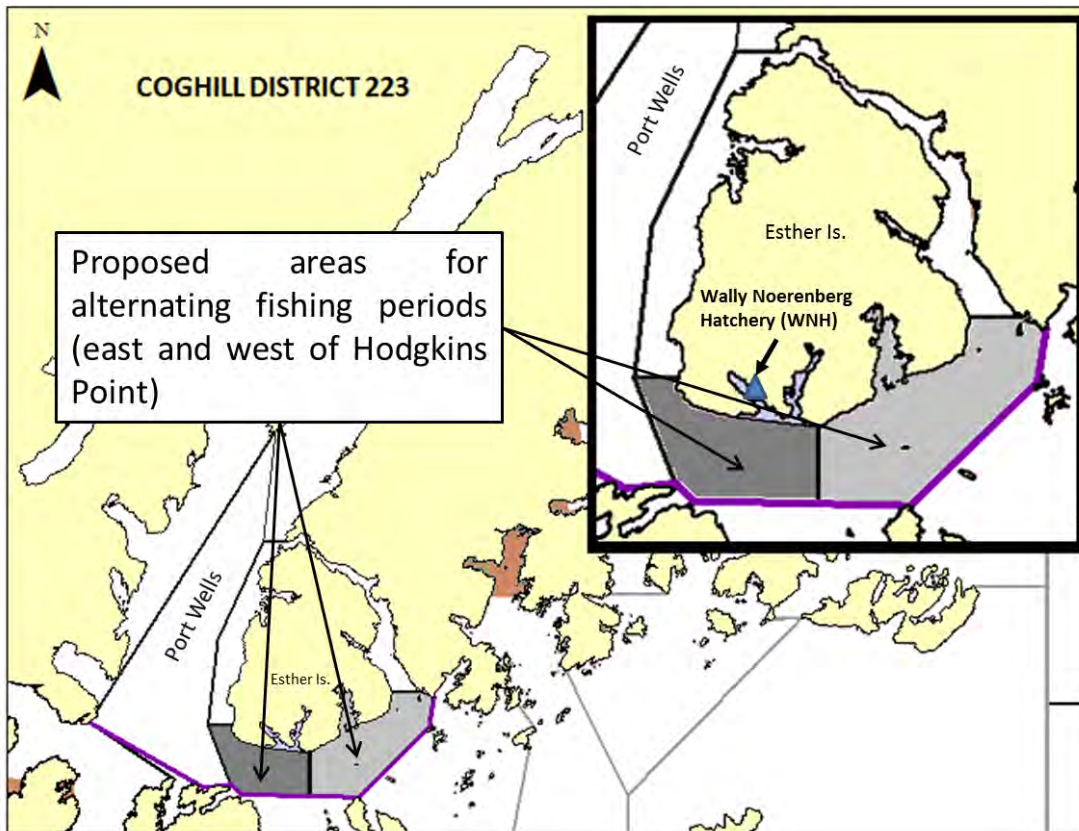 N
COGHILL DISTRICT 223
Proposed areas for
alternating fishing periods
(east and west of Hodgkins
Point)
Port Wells
Esther Is.
Wally Noerenberg
Hatchery (WNH)
Port Wells
Esther Is.